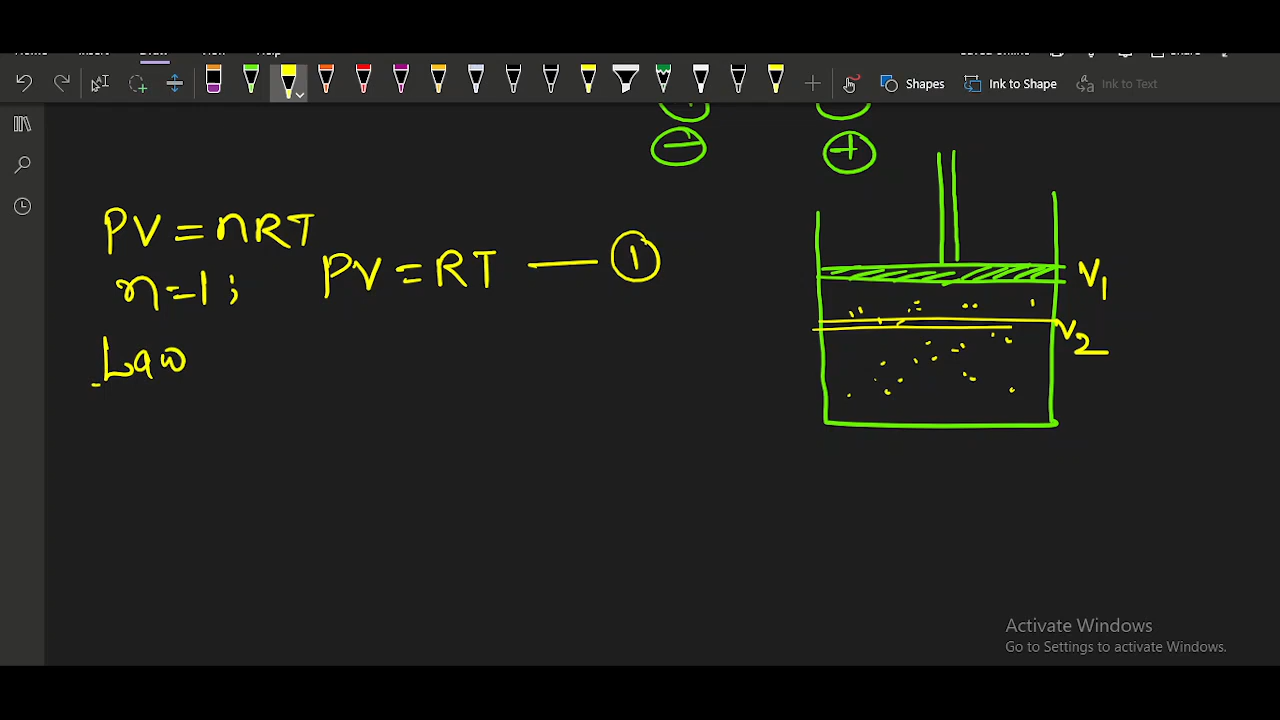 Shapes
Ink to Shape
Ink to Text
−
+
PV = nRT
n=1; PV = RT — ①
Law
V1
V2
Activate Windows
Go to Settings to activate Windows.